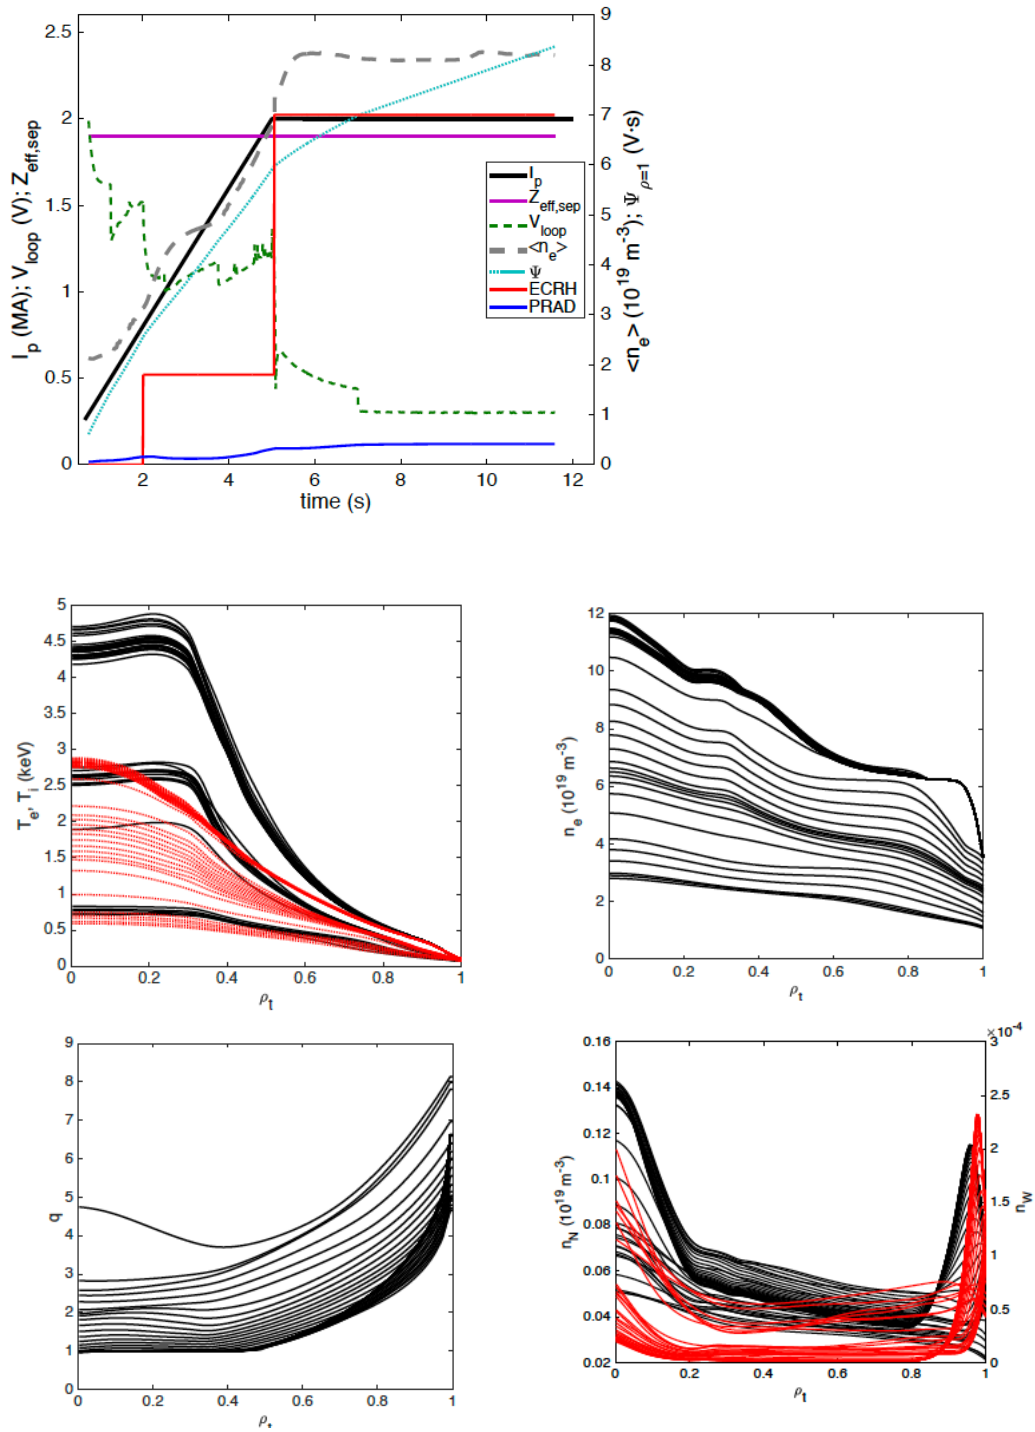 I_p (MA); V_loop (V); Z_eff,sep
2.5
2
1.5
1
0.5
0
9
8
7
6
5
4
3
2
1
0
<n_e> (10^19 m^-3); Ψ_ρ=1 (V·s)
I_p
Z_eff,sep
V_loop
<n_e>
Ψ
ECRH
PRAD
2 4 6 8 10 12
time (s)
T_e, T_i (keV)
5
4.5
4
3.5
3
2.5
2
1.5
1
0.5
0
0 0.2 0.4 0.6 0.8 1
ρ_t
n_e (10^19 m^-3)
12
10
8
6
4
2
0
0 0.2 0.4 0.6 0.8 1
ρ_t
q
9
8
7
6
5
4
3
2
1
0
0 0.2 0.4 0.6 0.8 1
ρ_t
n_N (10^19 m^-3)
0.16
0.14
0.12
0.1
0.08
0.06
0.04
0.02
×10^-4
3
2.5
2
1.5
1
0.5
0
n_W
0 0.2 0.4 0.6 0.8 1
ρ_t